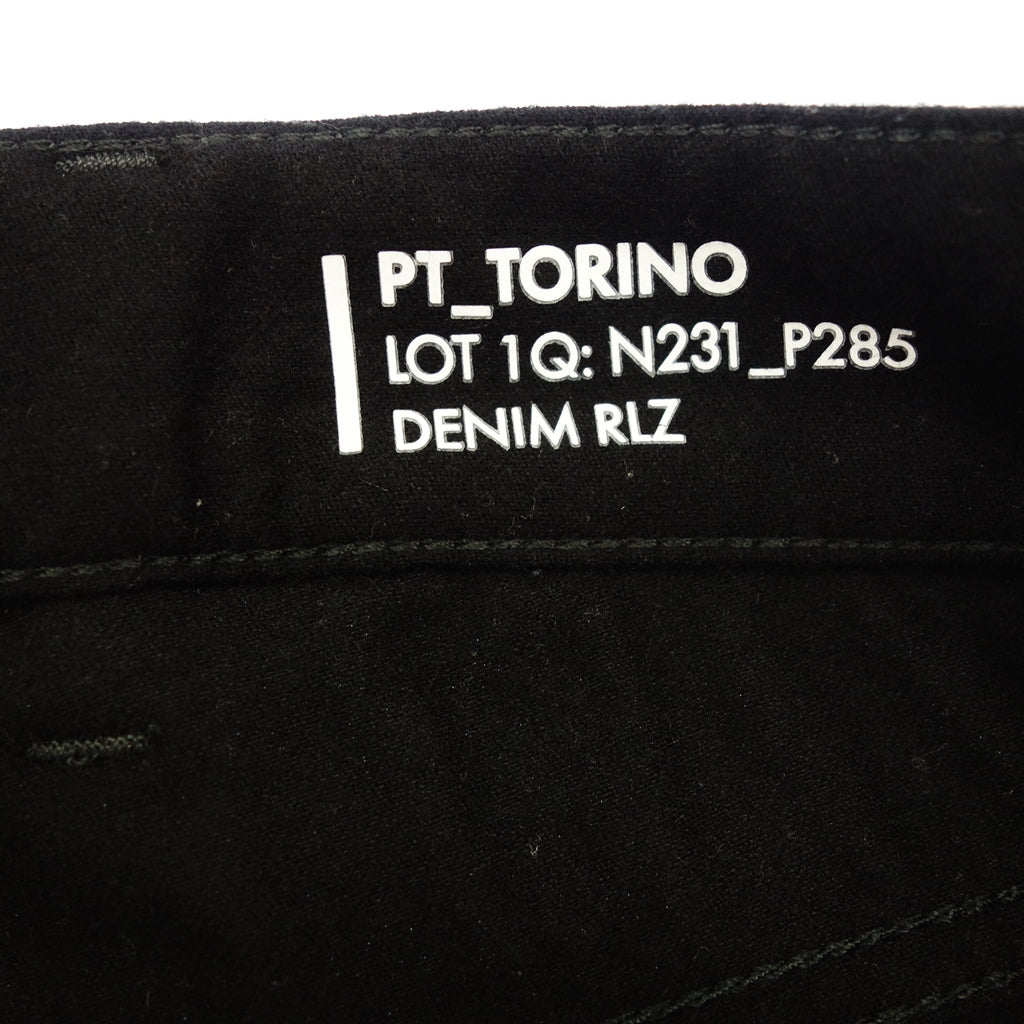 PT_TORINO
LOT 1Q: N231_P285
DENIM RLZ